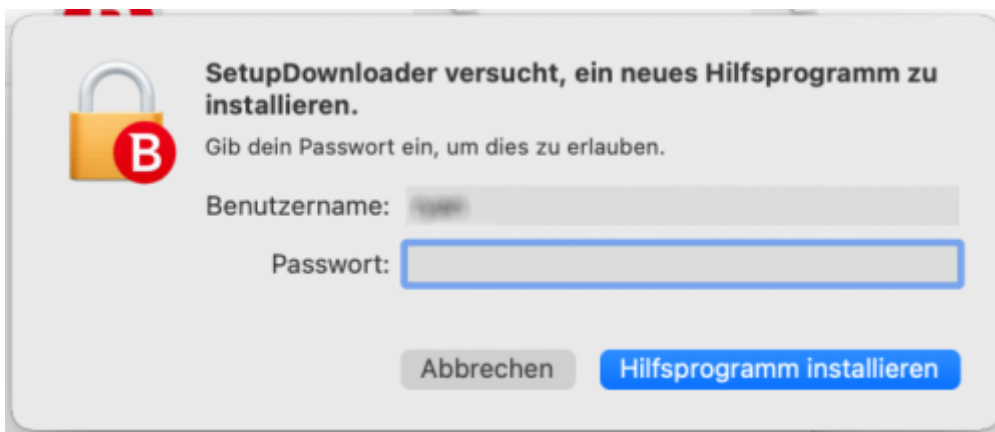 SetupDownloader versucht, ein neues Hilfsprogramm zu
installieren.
Gib dein Passwort ein, um dies zu erlauben.
Benutzername:
Passwort:
Abbrechen Hilfsprogramm installieren
B